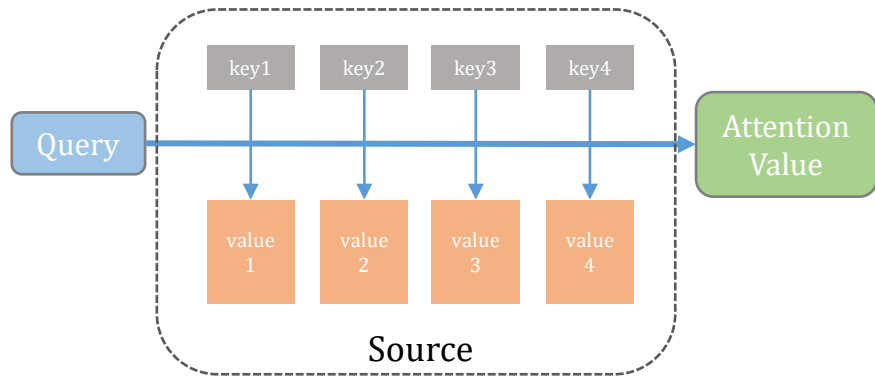 key1
key2
key3
key4
Query
Attention
Value
value
1
value
2
value
3
value
4
Source